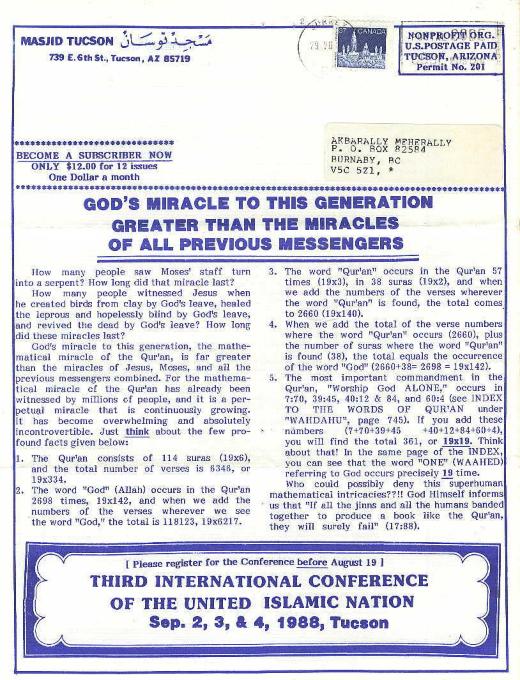 MASJID TUCSON مسجد توسان
739 E. 6th St., Tucson, AZ 85719
87 CANADA
NONPROFIT ORG.
U.S. POSTAGE PAID
TUCSON, ARIZONA
Permit No. 201
AKBARALLY MEHERALLY
P. O. BOX 82584
BURNABY, BC
V5C 5Z1, *
BECOME A SUBSCRIBER NOW
ONLY $12.00 for 12 issues
One Dollar a month
GOD'S MIRACLE TO THIS GENERATION
GREATER THAN THE MIRACLES
OF ALL PREVIOUS MESSENGERS
How many people saw Moses' staff turn
into a serpent? How long did that miracle last?
How many people witnessed Jesus when
he created birds from clay by God's leave, healed
the leprous and hopelessly blind by God's leave,
and revived the dead by God's leave? How long
did these miracles last?
God's miracle to this generation, the mathe-
matical miracle of the Qur'an, is far greater
than the miracles of Jesus, Moses, and all the
previous messengers combined. For the mathema-
tical miracle of the Qur'an has already been
witnessed by millions of people, and it is a per-
petual miracle that is continuously growing.
it has become overwhelming and absolutely
incontrovertible. Just think about the few pro-
found facts given below:
1. The Qur'an consists of 114 suras (19x6),
and the total number of verses is 6346, or
19x334.
2. The word "God" (Allah) occurs in the Qur'an
2698 times, 19x142, and when we add the
numbers of the verses wherever we see
the word "God," the total is 118123, 19x6217.
3. The word "Qur'an" occurs in the Qur'an 57
times (19x3), in 38 suras (19x2), and when
we add the numbers of the verses wherever
the word "Qur'an" is found, the total comes
to 2660 (19x140).
4. When we add the total of the verse numbers
where the word "Qur'an" occurs (2660), plus
the number of suras where the word "Qur'an"
is found (38), the total equals the occurrence
of the word "God" (2660+38= 2698 = 19x142).
5. The most important commandment in the
Qur'an, "Worship God ALONE," occurs in
7:70, 39:45, 40:12 & 84, and 60:4 (see INDEX
TO THE WORDS OF QUR'AN under
"WAHDAHU", page 745). If you add these
numbers (7+70+39+45 +40+12+84+60+4),
you will find the total 361, or 19x19. Think
about that! In the same page of the INDEX,
you can see that the word "ONE" (WAAHED)
referring to God occurs precisely 19 time.
Who could possibly deny this superhuman
mathematical intricacies??!! God Himself informs
us that "If all the jinns and all the humans banded
together to produce a book like the Qur'an,
they will surely fail" (17:88).
[ Please register for the Conference before August 19 ]
THIRD INTERNATIONAL CONFERENCE
OF THE UNITED ISLAMIC NATION
Sep. 2, 3, & 4, 1988, Tucson